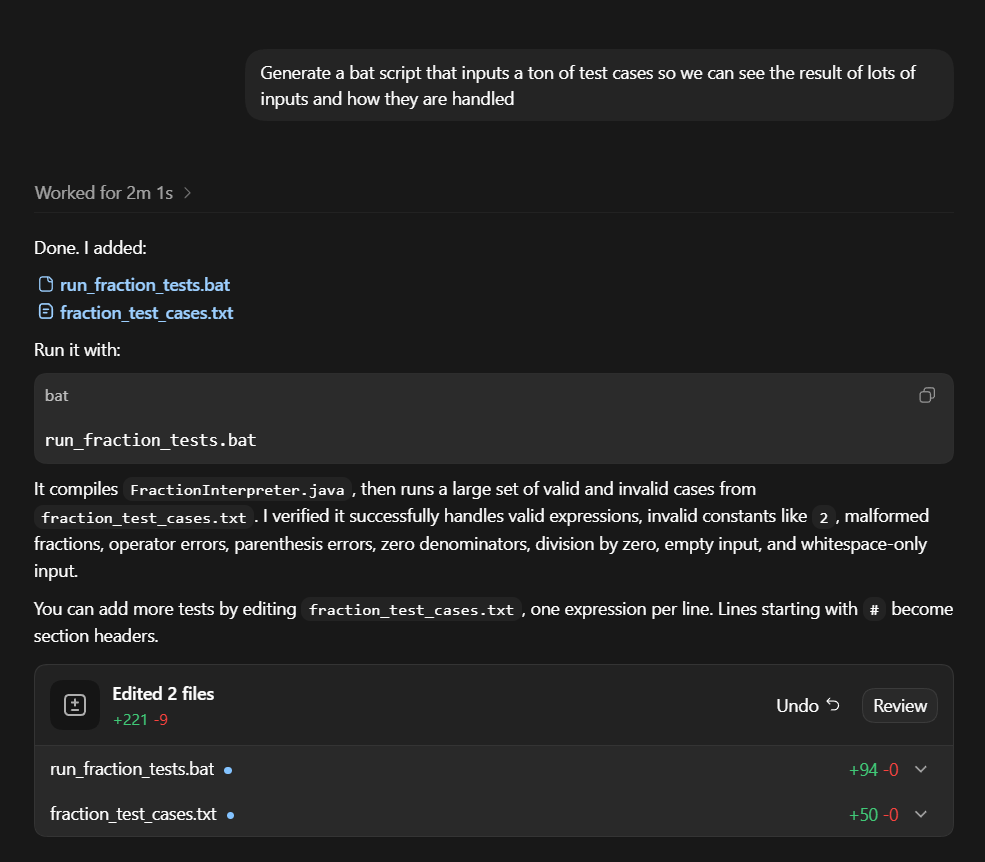 Generate a bat script that inputs a ton of test cases so we can see the result of lots of
inputs and how they are handled
Worked for 2m 1s
Done. I added:
run_fraction_tests.bat
fraction_test_cases.txt
Run it with:
bat
run_fraction_tests.bat
It compiles FractionInterpreter.java, then runs a large set of valid and invalid cases from
fraction_test_cases.txt. I verified it successfully handles valid expressions, invalid constants like 2, malformed
fractions, operator errors, parenthesis errors, zero denominators, division by zero, empty input, and whitespace-only
input.
You can add more tests by editing fraction_test_cases.txt, one expression per line. Lines starting with # become
section headers.
Edited 2 files
+221 -9
Undo
Review
run_fraction_tests.bat
+94 -0
fraction_test_cases.txt
+50 -0